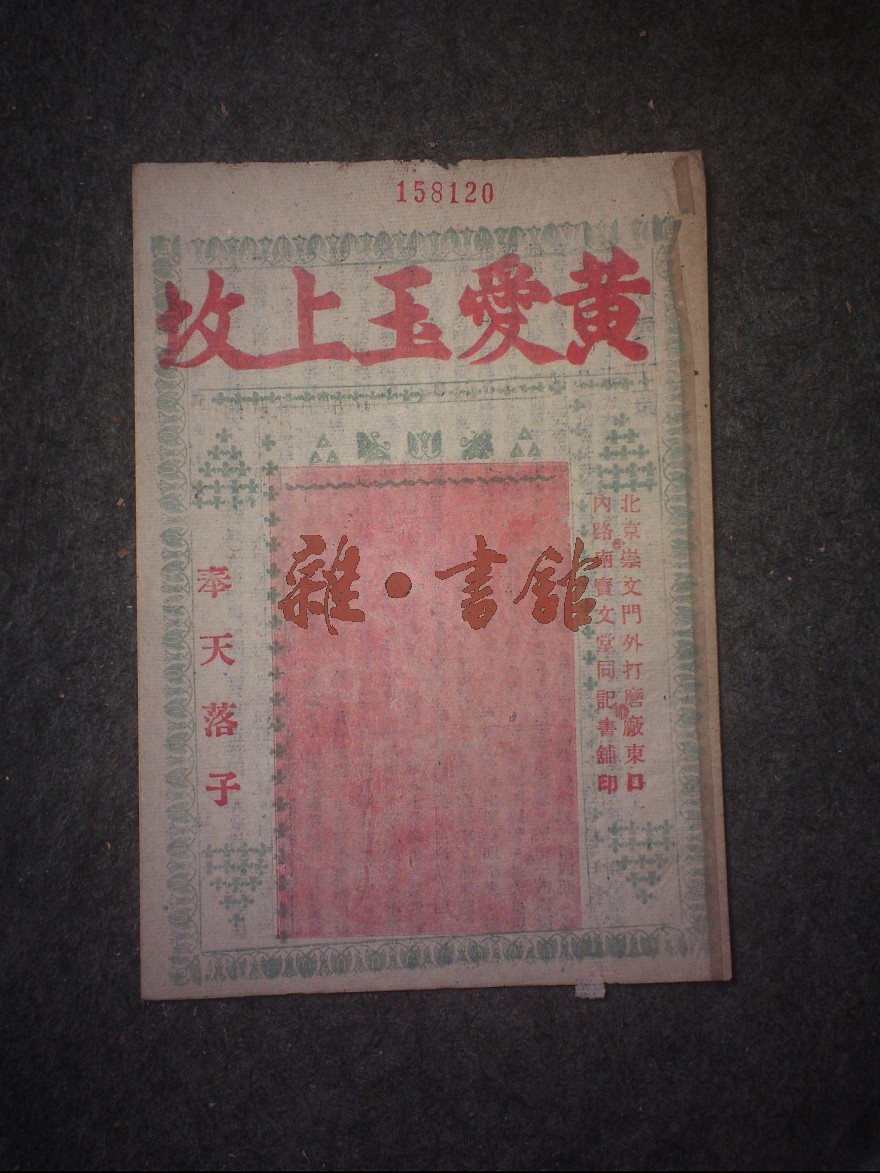 158120
黄愛玉上坟
北京崇文門外打磨廠東口
內路南寳文堂同記書鋪印
奉天落子
雜·書館